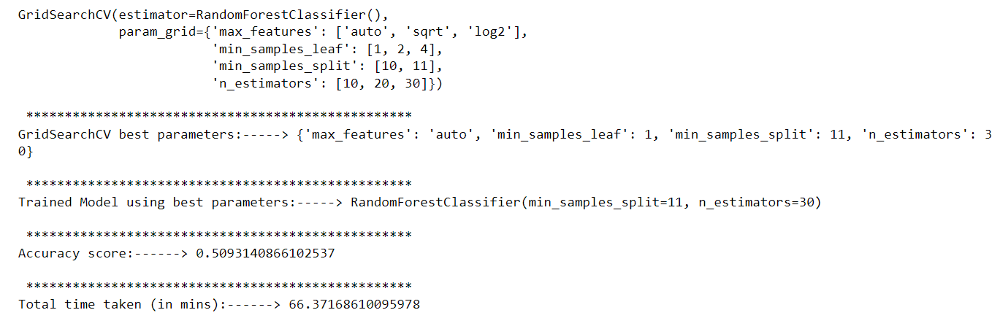 GridSearchCV(estimator=RandomForestClassifier(),
             param_grid={'max_features': ['auto', 'sqrt', 'log2'],
                         'min_samples_leaf': [1, 2, 4],
                         'min_samples_split': [10, 11],
                         'n_estimators': [10, 20, 30]})
**************************************************
GridSearchCV best parameters:-----> {'max_features': 'auto', 'min_samples_leaf': 1, 'min_samples_split': 11, 'n_estimators': 3
0}
**************************************************
Trained Model using best parameters:-----> RandomForestClassifier(min_samples_split=11, n_estimators=30)
**************************************************
Accuracy score:------> 0.5093140866102537
**************************************************
Total time taken (in mins):------> 66.37168610095978